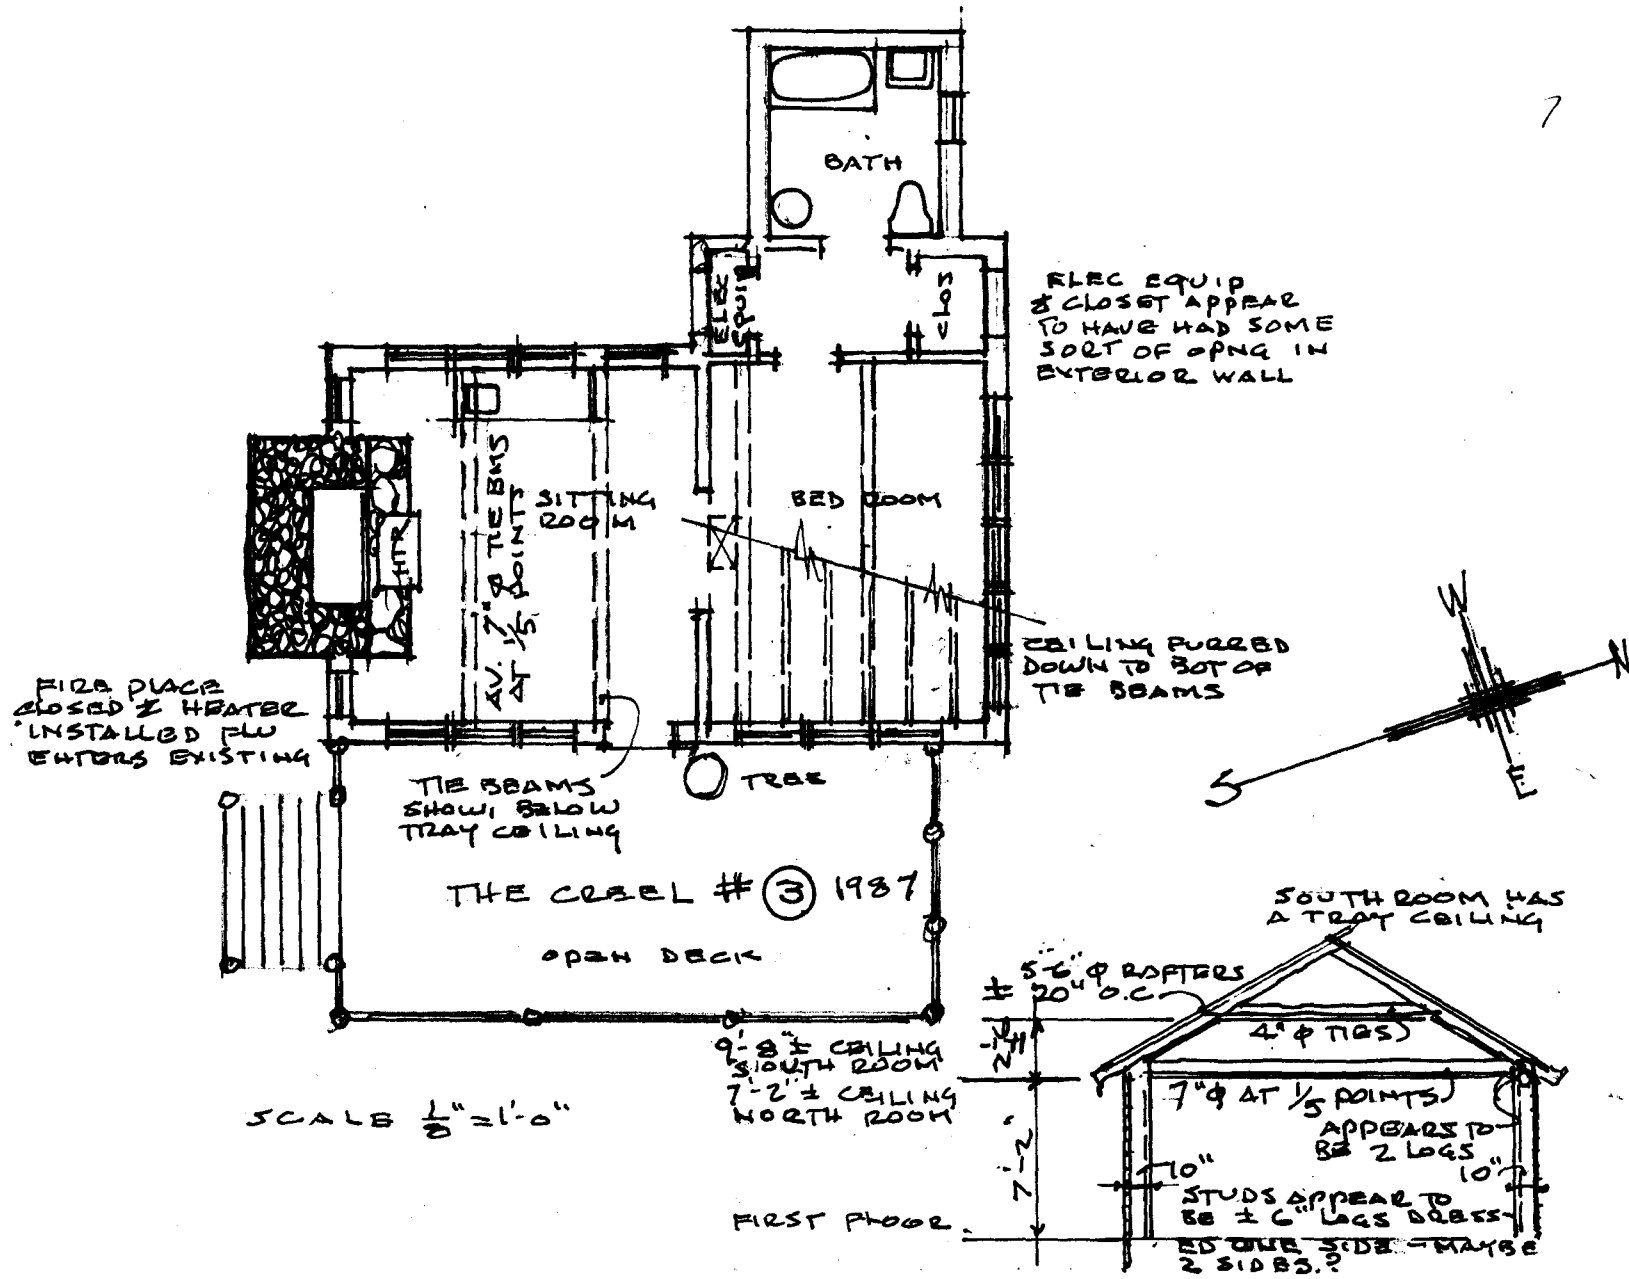 7
BATH
ELEC
EQUIP
CLOS
ELEC EQUIP
& CLOSET APPEAR
TO HAVE HAD SOME
SORT OF OPNG IN
EXTERIOR WALL
AV. 7" Φ TIE BMS
AT 1/5 POINTS
SITTING
ROOM
BED ROOM
HTR
CEILING FURRED
DOWN TO BOT OF
TIE BEAMS
W
N
S
E
FIRE PLACE
CLOSED & HEATER
INSTALLED FLU
ENTERS EXISTING
TIE BEAMS
SHOW, BELOW
TRAY CEILING
TREE
THE CREEL # 3 1987
OPEN DECK
SOUTH ROOM HAS
A TRAY CEILING
5-6" Φ RAFTERS
± 20" O.C.
4" Φ TIES
9'-8"± CEILING
SOUTH ROOM
7'-2"± CEILING
NORTH ROOM
7"Φ AT 1/5 POINTS
APPEARS TO
BE 2 LOGS
7'-2"
10"
10"
STUDS APPEAR TO
BE ± 6" LOGS DRESS-
ED ONE SIDE - MAYBE
2 SIDES.?
SCALE 1/8" = 1'-0"
FIRST FLOOR